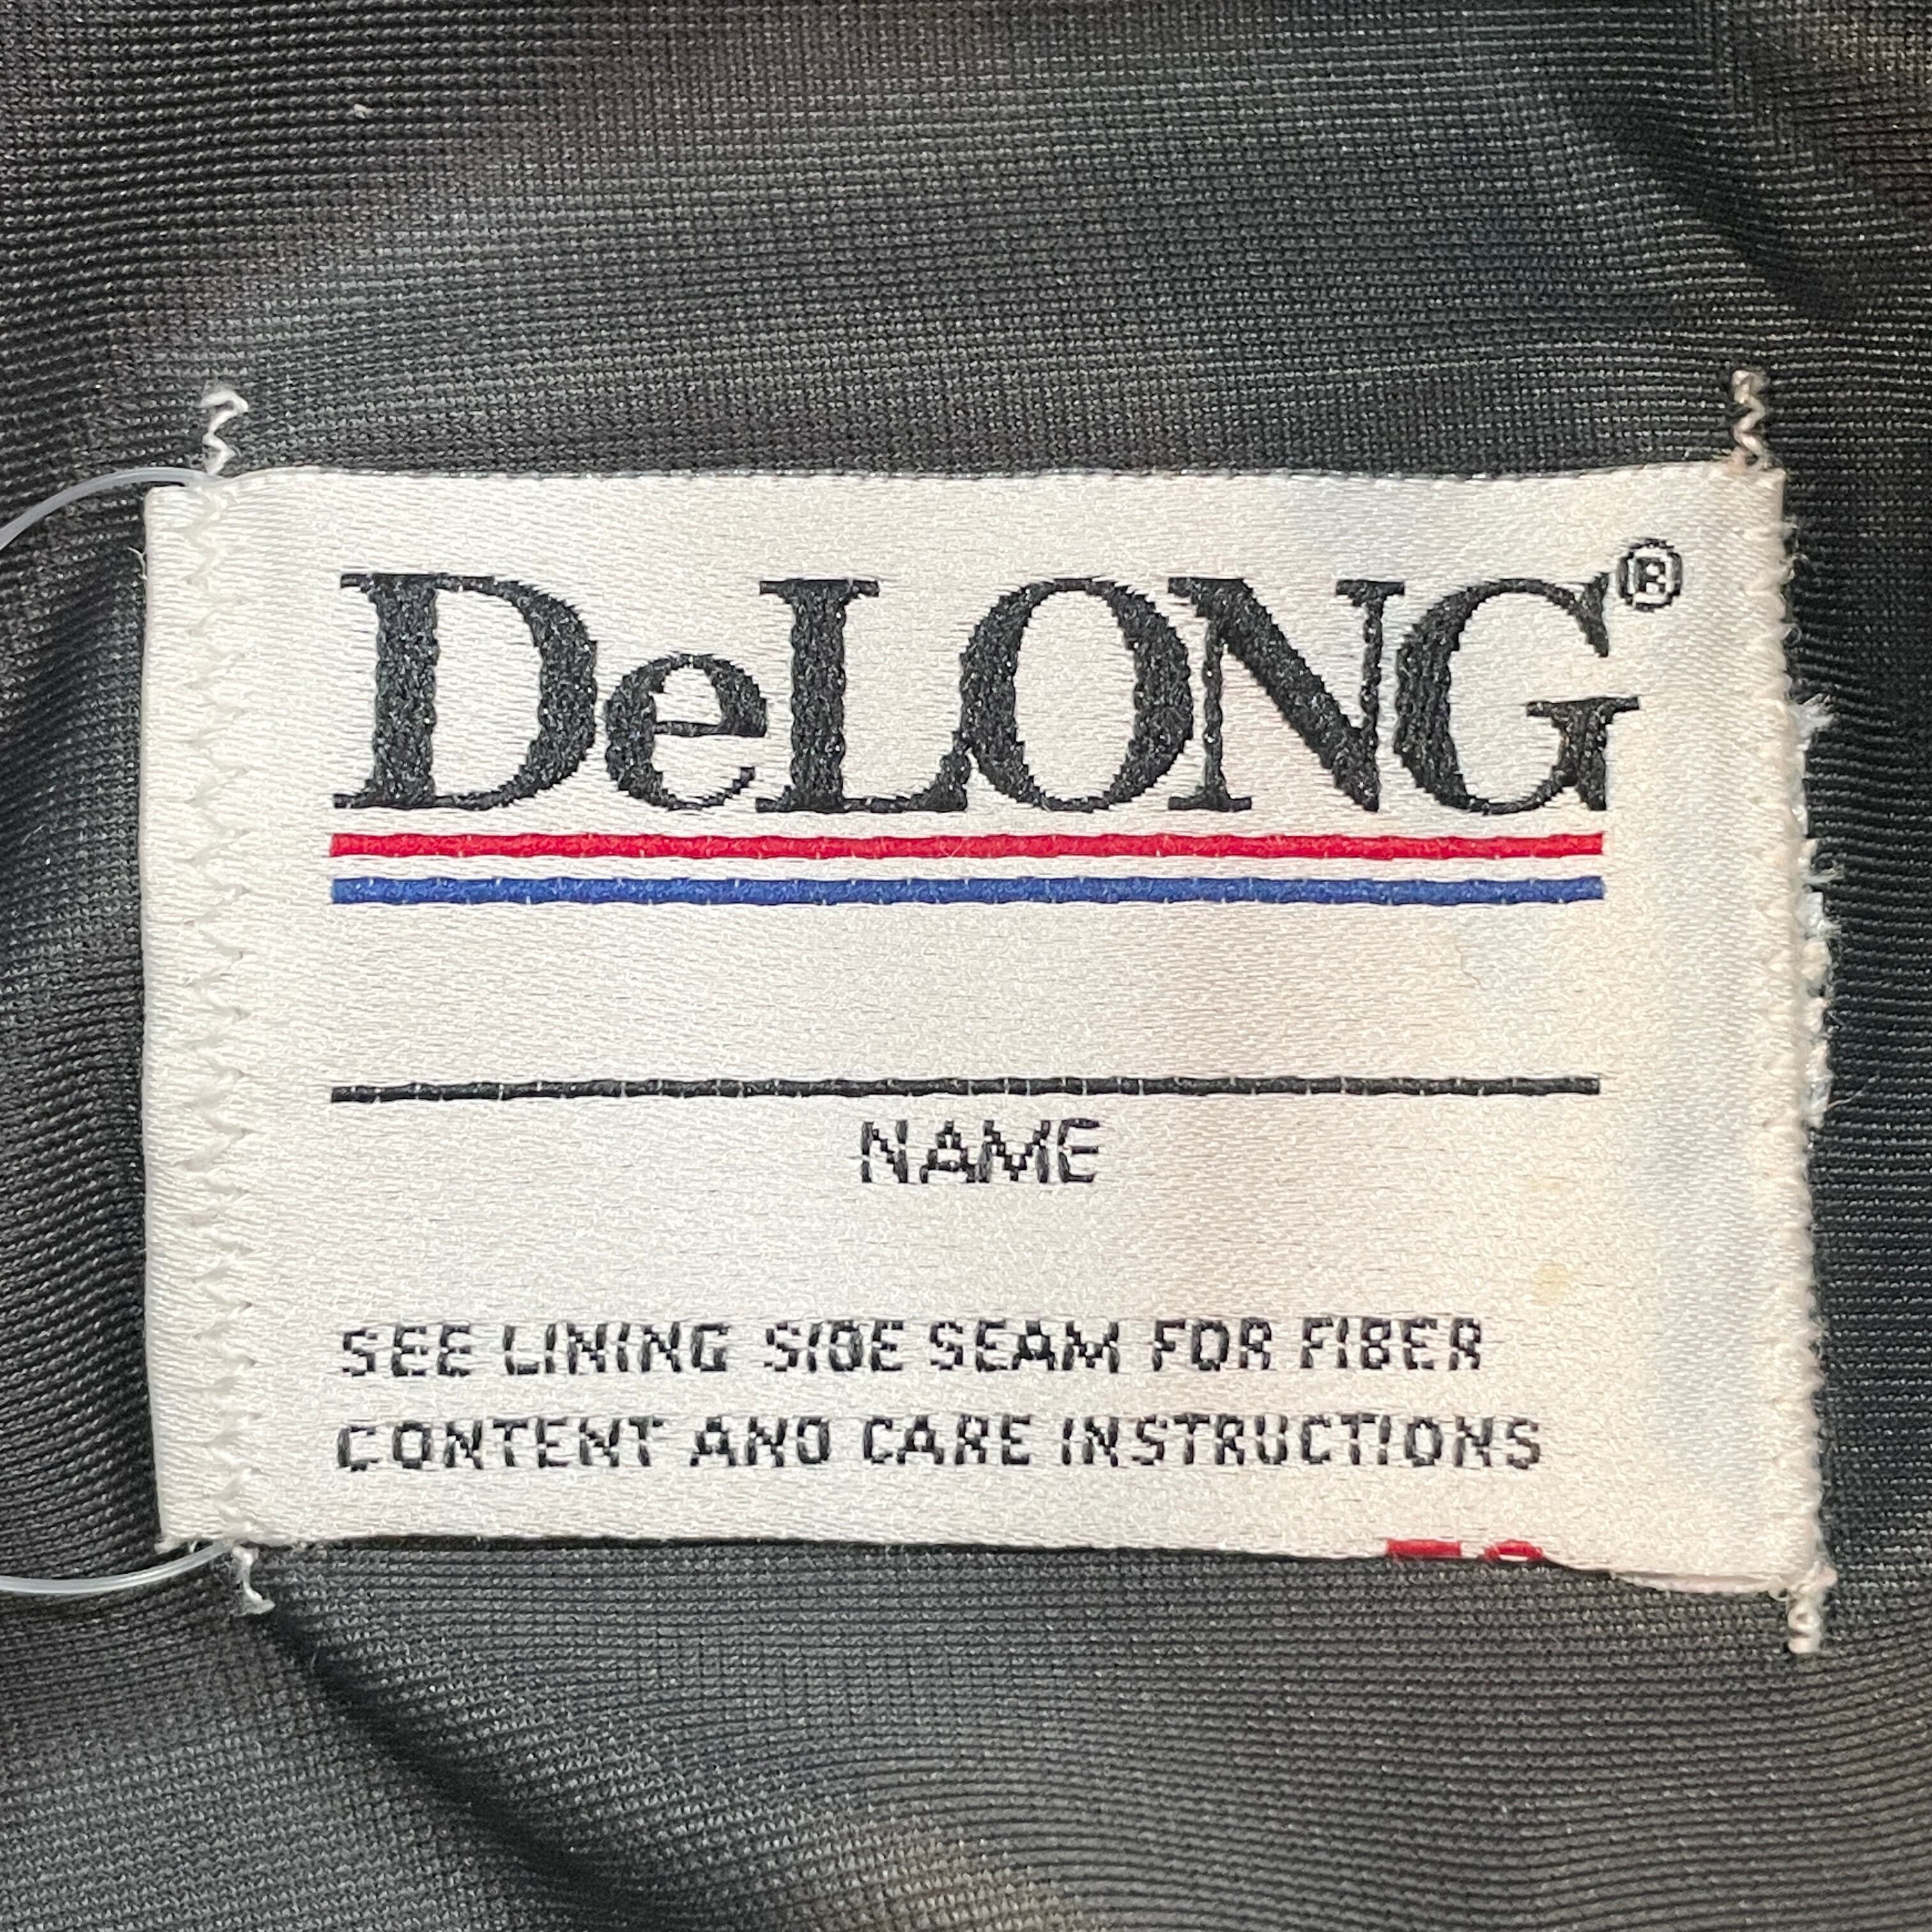 DeLONG®
NAME
SEE LINING SIDE SEAM FOR FIBER
CONTENT AND CARE INSTRUCTIONS